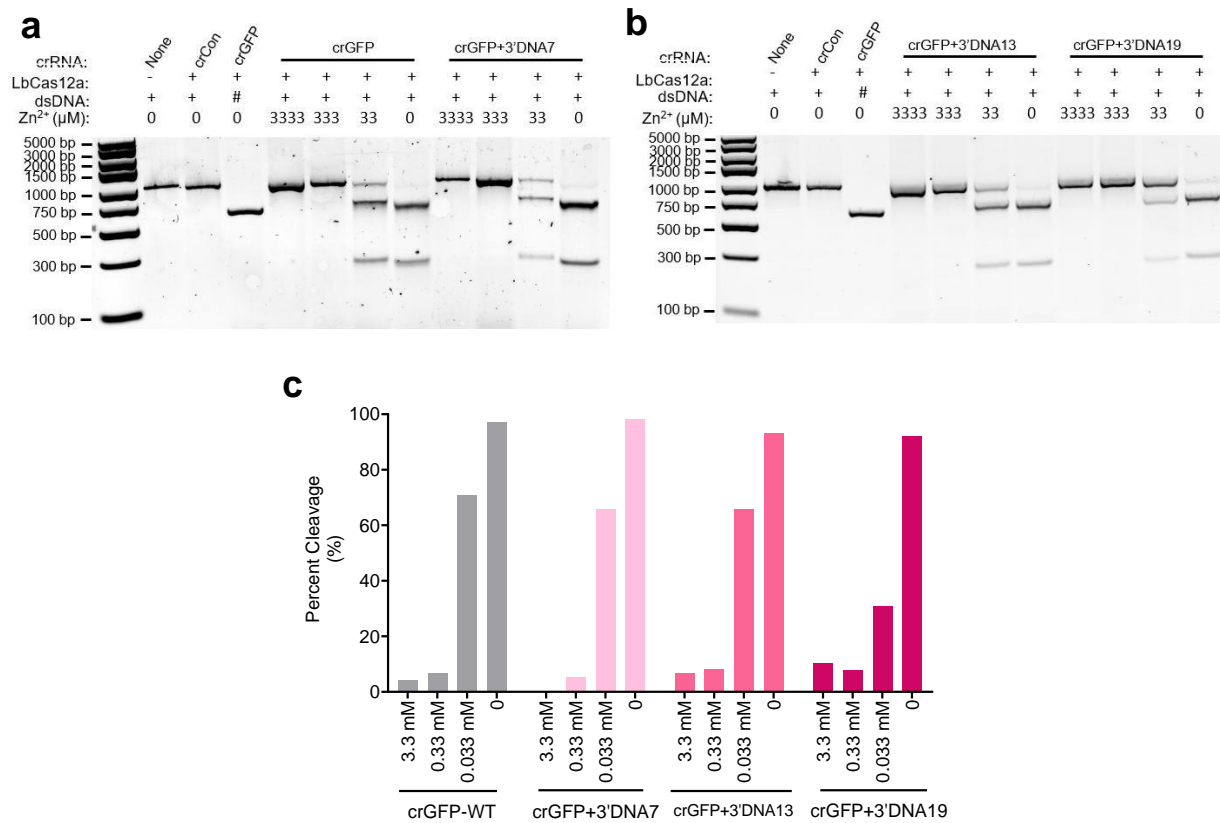 a
crRNA: None crCon crGFP crGFP crGFP+3'DNA7
LbCas12a: - + + + + + + + + + +
dsDNA: + + # + + + + + + + +
Zn2+ (µM): 0 0 0 3333 333 33 0 3333 333 33 0
5000 bp
3000 bp
2000 bp
1500 bp
1000 bp
750 bp
500 bp
300 bp
100 bp
b
crRNA: None crCon crGFP crGFP+3'DNA13 crGFP+3'DNA19
LbCas12a: - + + + + + + + + + +
dsDNA: + + # + + + + + + + +
Zn2+ (µM): 0 0 0 3333 333 33 0 3333 333 33 0
5000 bp
3000 bp
2000 bp
1500 bp
1000 bp
750 bp
500 bp
300 bp
100 bp
c
Percent Cleavage
(%)
100
80
60
40
20
0
3.3 mM 0.33 mM 0.033 mM 0 3.3 mM 0.33 mM 0.033 mM 0 3.3 mM 0.33 mM 0.033 mM 0 3.3 mM 0.33 mM 0.033 mM 0
crGFP-WT crGFP+3'DNA7 crGFP+3'DNA13 crGFP+3'DNA19